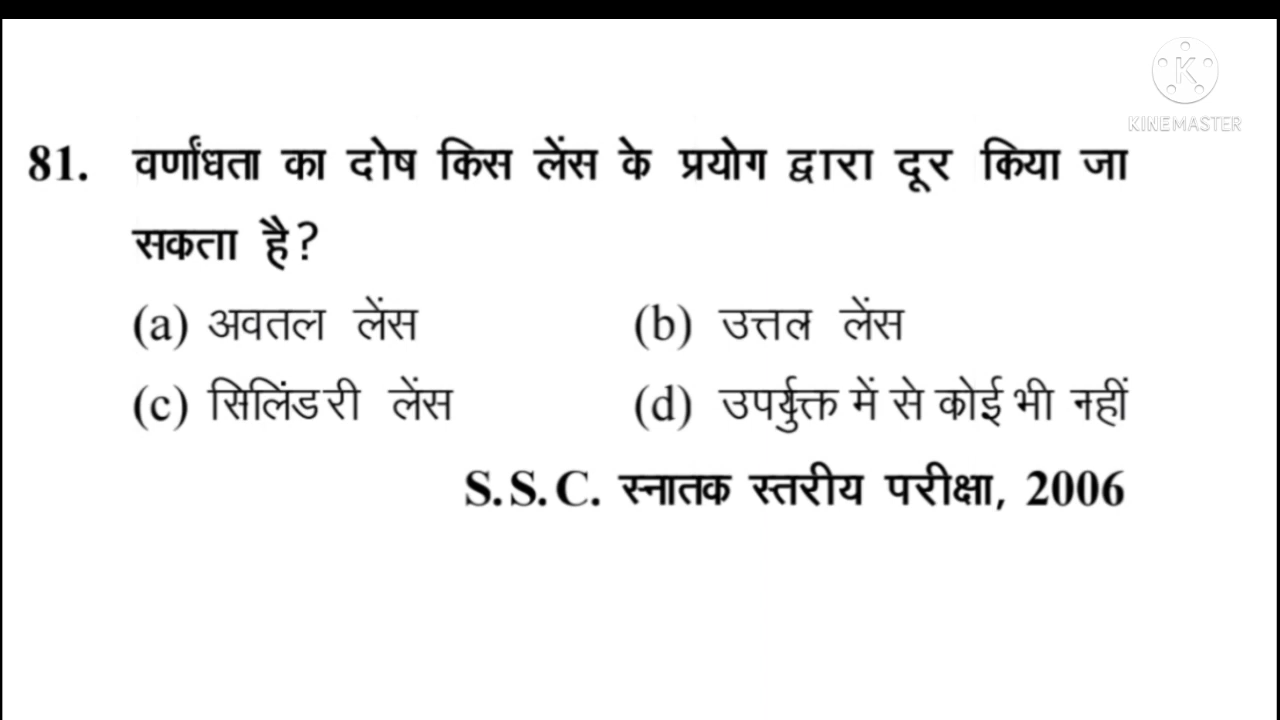 KINEMASTER
81. वर्णांधता का दोष किस लेंस के प्रयोग द्वारा दूर किया जा
सकता है?
(a) अवतल लेंस (b) उत्तल लेंस
(c) सिलिंडरी लेंस (d) उपर्युक्त में से कोई भी नहीं
S.S.C. स्नातक स्तरीय परीक्षा, 2006